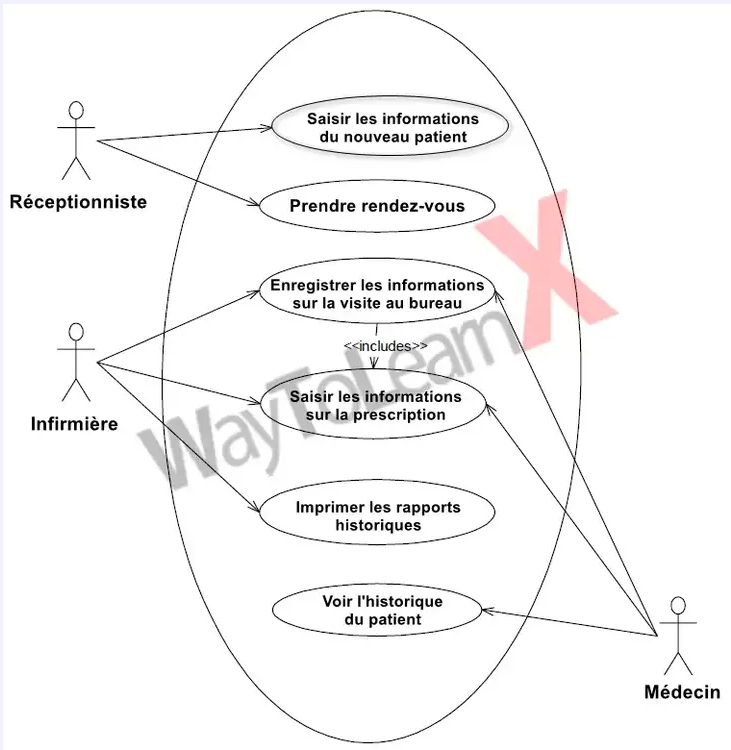 Saisir les informations
du nouveau patient
Réceptionniste
Prendre rendez-vous
Enregistrer les informations
sur la visite au bureau
<<includes>>
Infirmière
Saisir les informations
sur la prescription
WayToLearnX
Imprimer les rapports
historiques
Voir l'historique
du patient
Médecin